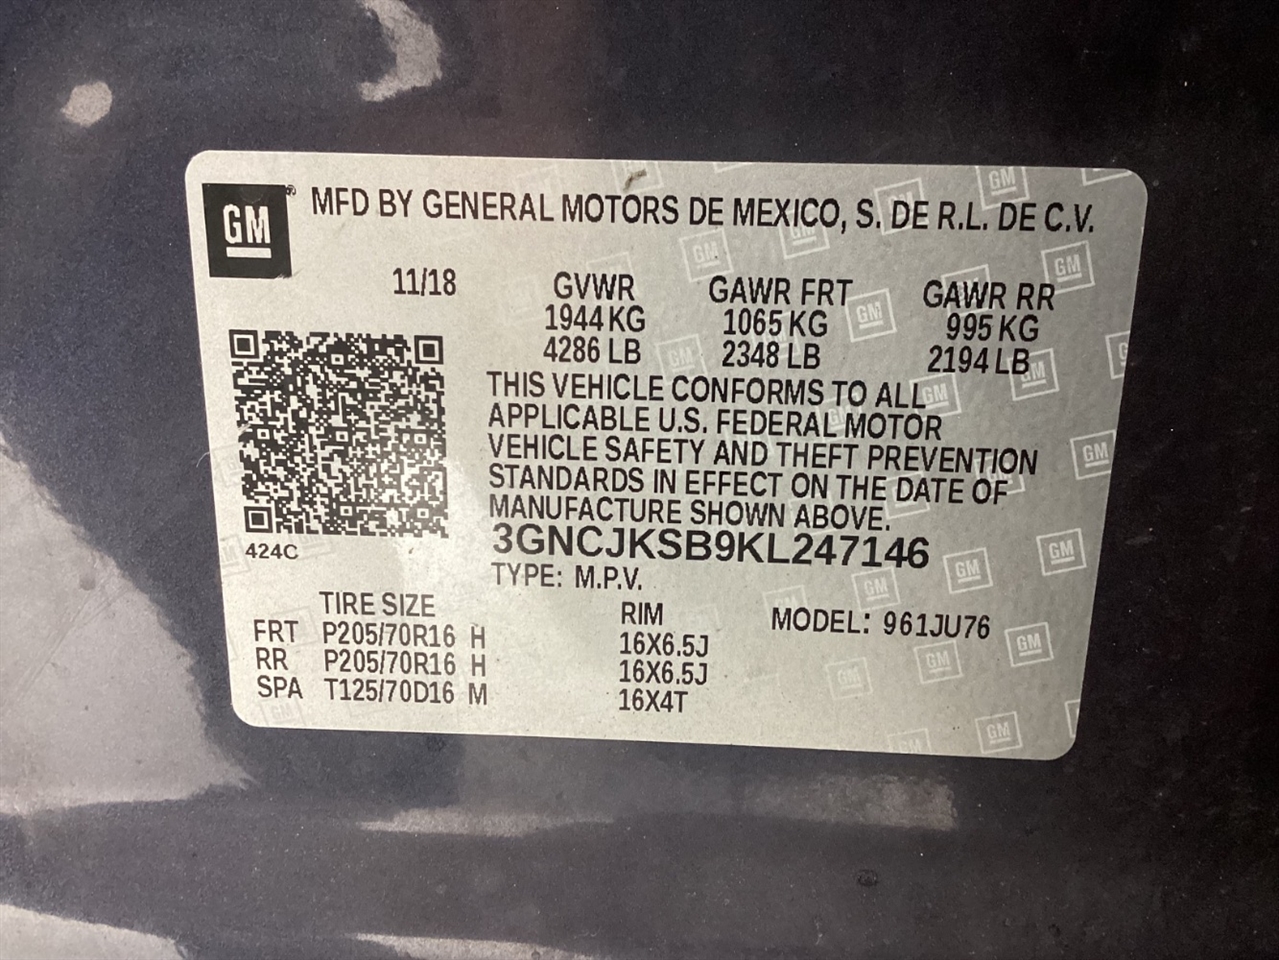 GM® MFD BY GENERAL MOTORS DE MEXICO, S. DE R.L. DE C.V.
11/18 GVWR GAWR FRT GAWR RR
1944 KG 1065 KG 995 KG
4286 LB 2348 LB 2194 LB
THIS VEHICLE CONFORMS TO ALL
APPLICABLE U.S. FEDERAL MOTOR
VEHICLE SAFETY AND THEFT PREVENTION
STANDARDS IN EFFECT ON THE DATE OF
MANUFACTURE SHOWN ABOVE.
3GNCJKSB9KL247146
424C
TYPE: M.P.V.
TIRE SIZE RIM MODEL: 961JU76
FRT P205/70R16 H 16X6.5J
RR P205/70R16 H 16X6.5J
SPA T125/70D16 M 16X4T